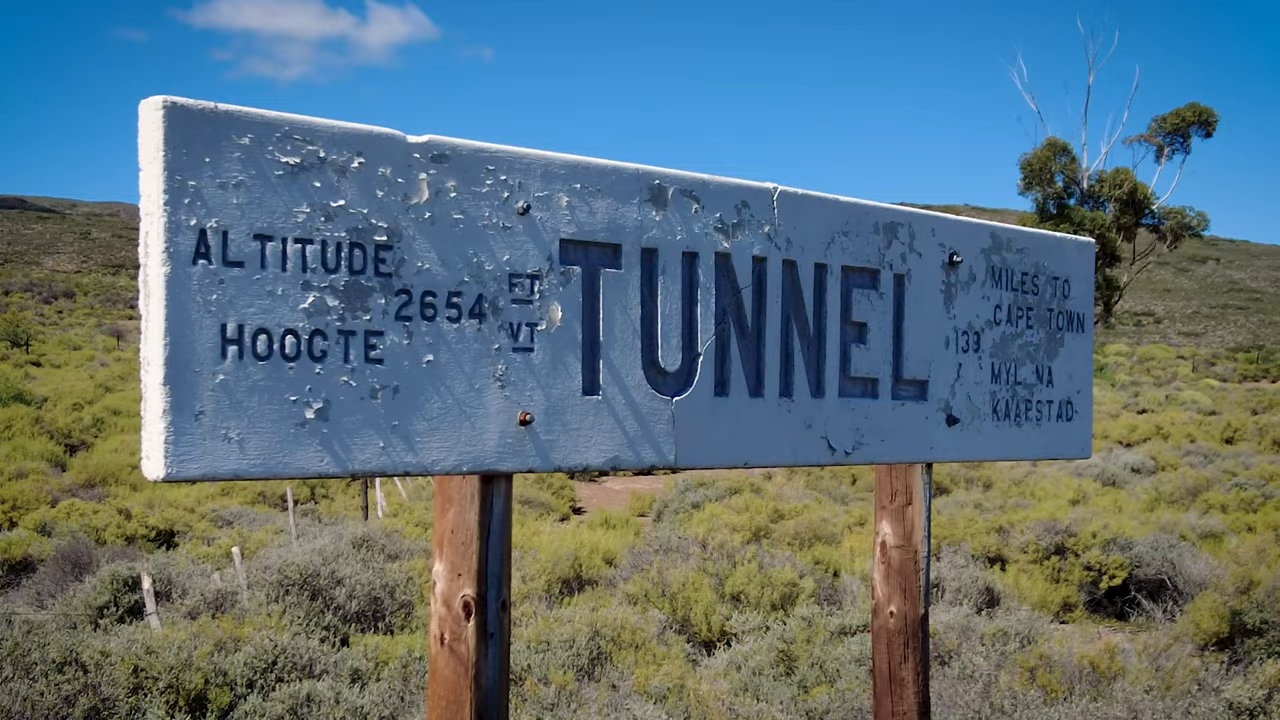 ALTITUDE
HOOGTE
2654
FT
VT
TUNNEL
139
MILES TO
CAPE TOWN
MYL NA
KAAPSTAD